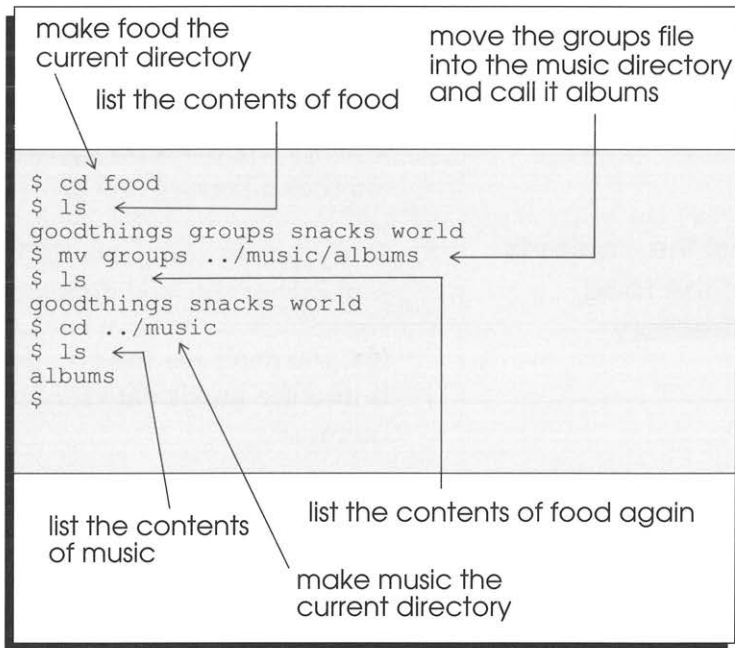 make food the
current directory
list the contents of food
move the groups file
into the music directory
and call it albums
$ cd food
$ ls
goodthings groups snacks world
$ mv groups ../music/albums
$ ls
goodthings snacks world
$ cd ../music
$ ls
albums
$
list the contents
of music
list the contents of food again
make music the
current directory